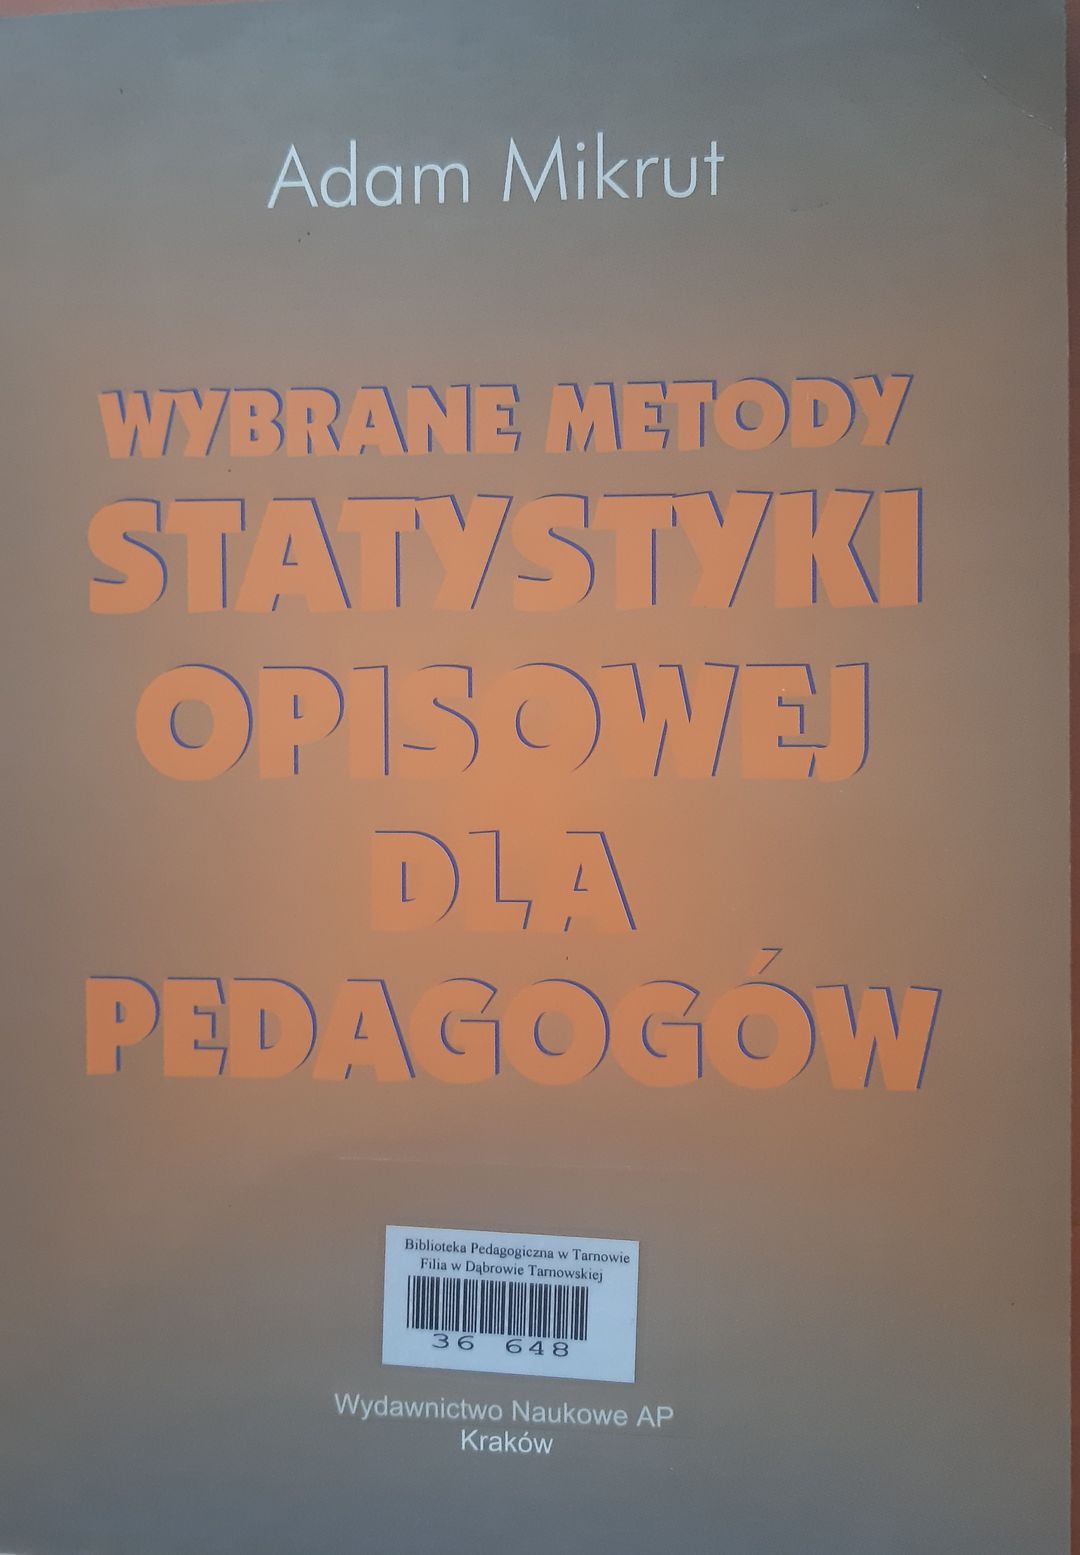 Adam Mikrut
WYBRANE METODY
STATYSTYKI
OPISOWEJ
DLA
PEDAGOGÓW
Biblioteka Pedagogiczna w Tarnowie
Filia w Dąbrowie Tarnowskiej
36 648
Wydawnictwo Naukowe AP
Kraków